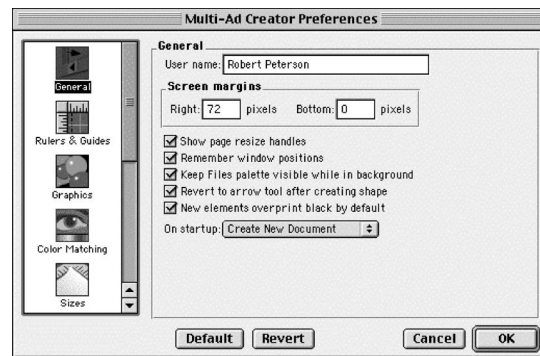 Multi-Ad Creator Preferences
General
Rulers & Guides
Graphics
Color Matching
Sizes
General
User name: Robert Peterson
Screen margins
Right: 72 pixels Bottom: 0 pixels
Show page resize handles
Remember window positions
Keep Files palette visible while in background
Revert to arrow tool after creating shape
New elements overprint black by default
On startup: Create New Document
Default Revert Cancel OK